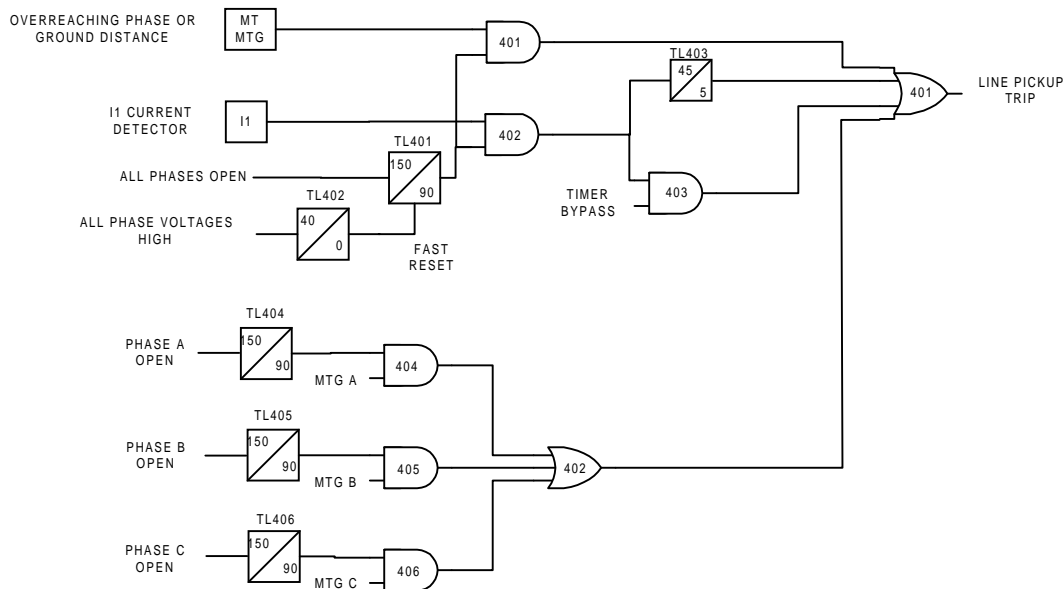 OVERREACHING PHASE OR
GROUND DISTANCE
MT
MTG
401
TL403
45
5
401
LINE PICKUP
TRIP
I1 CURRENT
DETECTOR
I1
402
TL401
150
90
ALL PHASES OPEN
403
TIMER
BYPASS
TL402
40
0
ALL PHASE VOLTAGES
HIGH
FAST
RESET
TL404
150
90
PHASE A
OPEN
404
MTG A
TL405
150
90
PHASE B
OPEN
405
MTG B
402
TL406
150
90
PHASE C
OPEN
406
MTG C